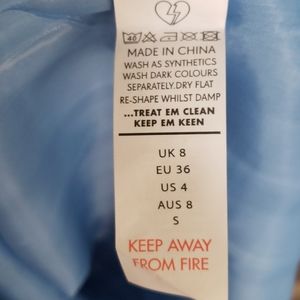 40
MADE IN CHINA
WASH AS SYNTHETICS
WASH DARK COLOURS
SEPARATELY.DRY FLAT
RE-SHAPE WHILST DAMP
...TREAT EM CLEAN
KEEP EM KEEN
UK 8
EU 36
US 4
AUS 8
S
KEEP AWAY
FROM FIRE